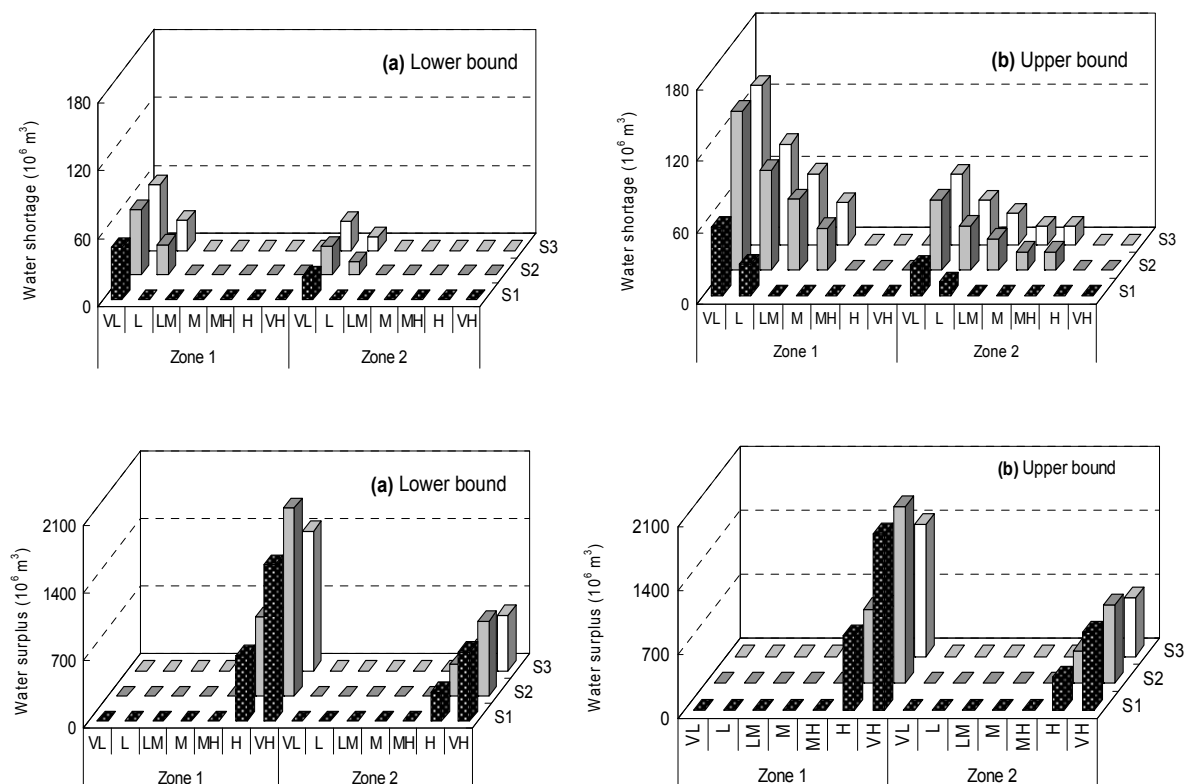 (a) Lower bound
Water shortage (10⁶ m³)
180
120
60
0
S3
S2
S1
VL L LM M MH H VH VL L LM M MH H VH
Zone 1 Zone 2
(b) Upper bound
Water shortage (10⁶ m³)
180
120
60
0
S3
S2
S1
VL L LM M MH H VH VL L LM M MH H VH
Zone 1 Zone 2
(a) Lower bound
Water surplus (10⁶ m³)
2100
1400
700
0
S3
S2
S1
VL L LM M MH H VH VL L LM M MH H VH
Zone 1 Zone 2
(b) Upper bound
Water surplus (10⁶ m³)
2100
1400
700
0
S3
S2
S1
VL L LM M MH H VH VL L LM M MH H VH
Zone 1 Zone 2